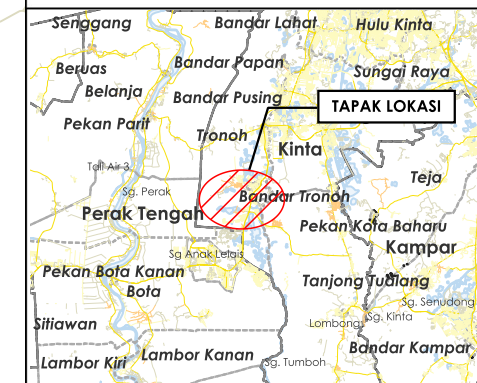 Senggang
Bandar Lahat
Hulu Kinta
Beruas
Bandar Papan
Sungai Raya
Belanja
Bandar Pusing
TAPAK LOKASI
Pekan Parit
Tronoh
Kinta
Tali Air 3
Teja
Sg. Perak
Bandar Tronoh
Perak Tengah
Pekan Kota Baharu
Kampar
Sg Anak Lelais
Pekan Bota Kanan
Tanjong Tualang
Bota
Sg. Senudong
Sitiawan
Lombong
Sg. Kinta
Lambor Kiri
Lambor Kanan
Bandar Kampar
Sg. Tumboh